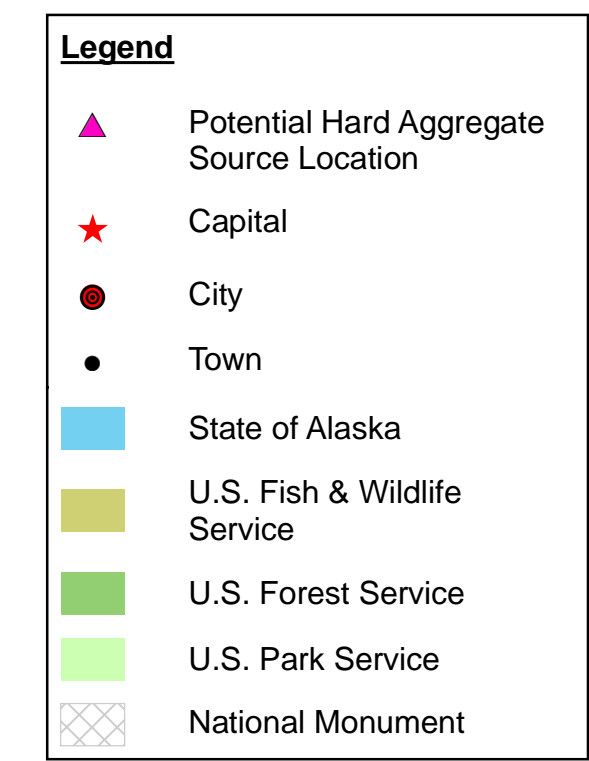 Legend
Potential Hard Aggregate
Source Location
Capital
City
Town
State of Alaska
U.S. Fish & Wildlife
Service
U.S. Forest Service
U.S. Park Service
National Monument